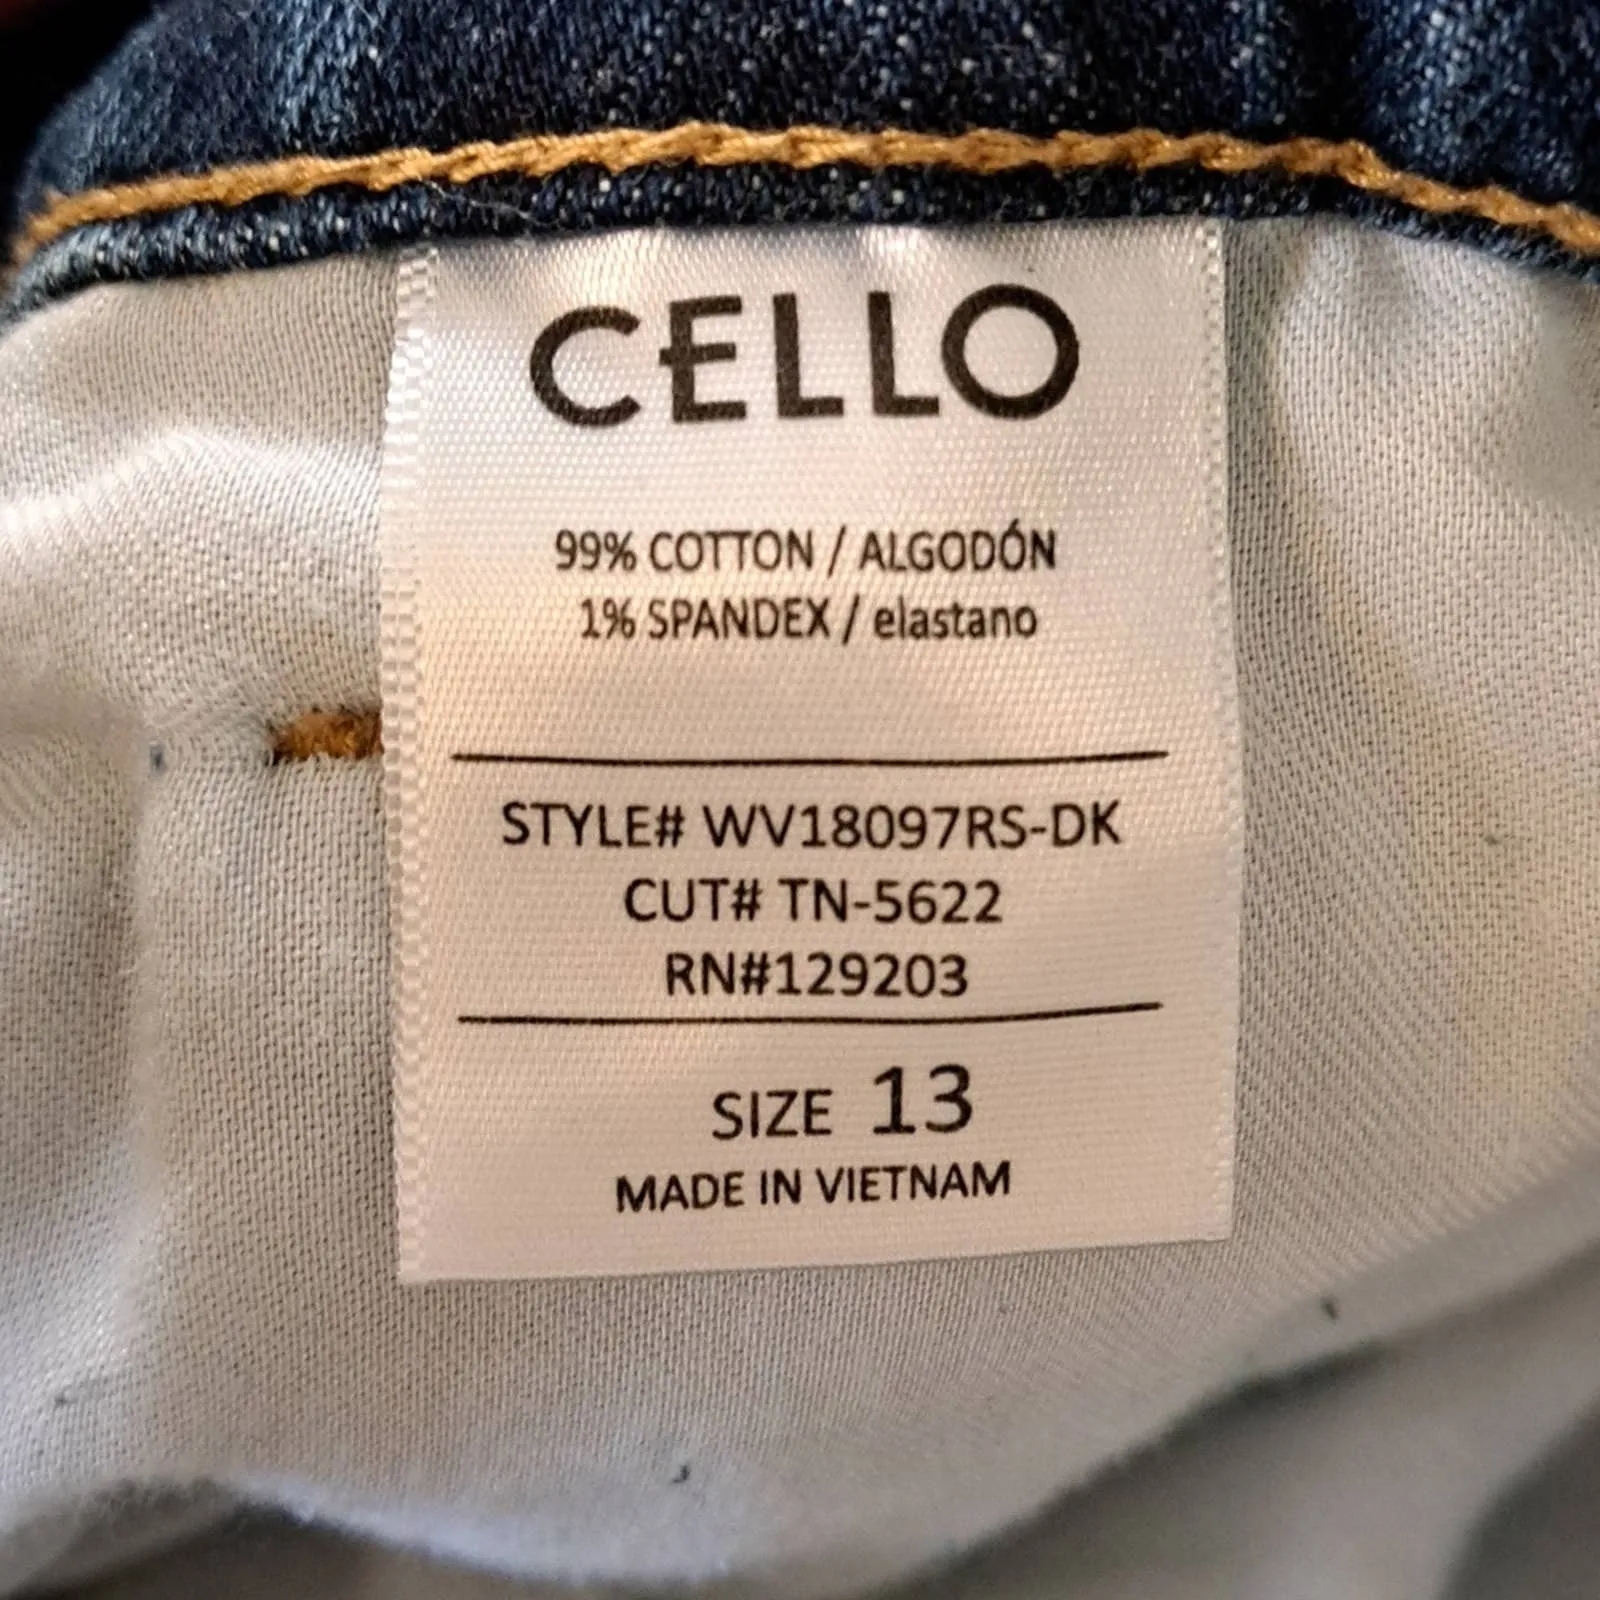 CELLO
99% COTTON / ALGODÓN
1% SPANDEX / elastano
STYLE# WV18097RS-DK
CUT# TN-5622
RN#129203
SIZE 13
MADE IN VIETNAM